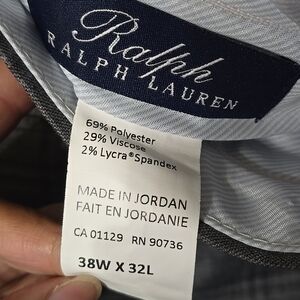 Ralph
RALPH LAUREN
69% Polyester
29% Viscose
2% Lycra®Spandex
MADE IN JORDAN
FAIT EN JORDANIE
CA 01129 RN 90736
38W X 32L